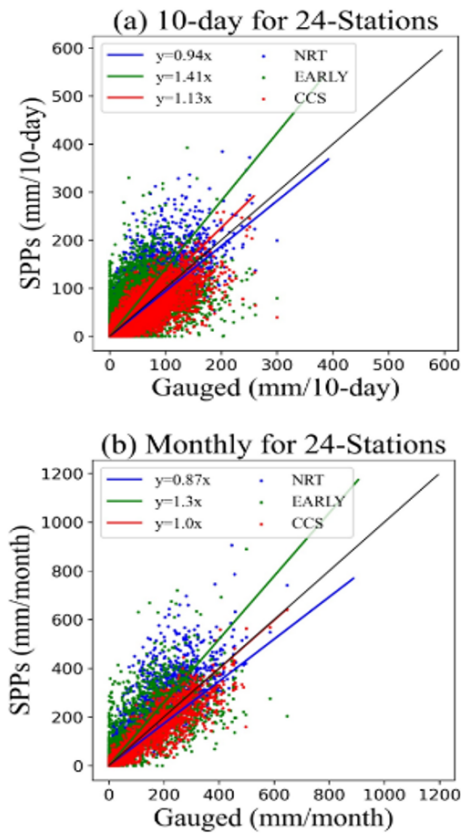 (a) 10-day for 24-Stations
y=0.94x NRT
y=1.41x EARLY
y=1.13x CCS
600
500
400
300
200
100
0
SPPs (mm/10-day)
0 100 200 300 400 500 600
Gauged (mm/10-day)
(b) Monthly for 24-Stations
y=0.87x NRT
y=1.3x EARLY
y=1.0x CCS
1200
1000
800
600
400
200
0
SPPs (mm/month)
0 200 400 600 800 1000 1200
Gauged (mm/month)